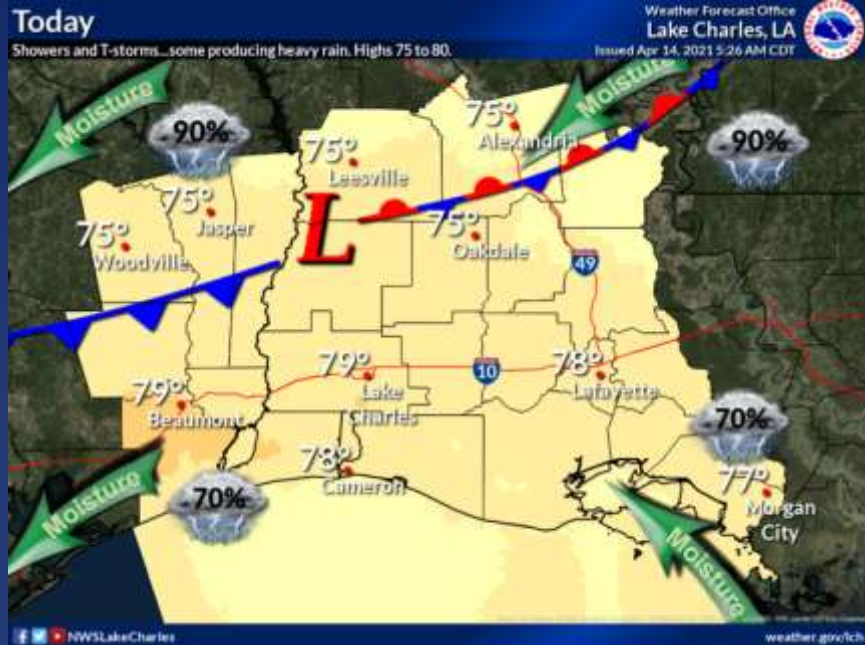 Today
Weather Forecast Office
Lake Charles, LA
Showers and T-storms...some producing heavy rain. Highs 75 to 80.
Issued Apr 14, 2021 5:26 AM CDT
Moisture
Moisture
90%
75°
Alexandria
90%
75°
Leesville
75°
Jasper
L
75°
Oakdale
75°
Woodville
49
79°
Lake
Charles
10
78°
Lafayette
79°
Beaumont
70%
78°
Cameron
77°
Morgan
City
Moisture
70%
Moisture
NWSLakeCharles
weather.gov/lch